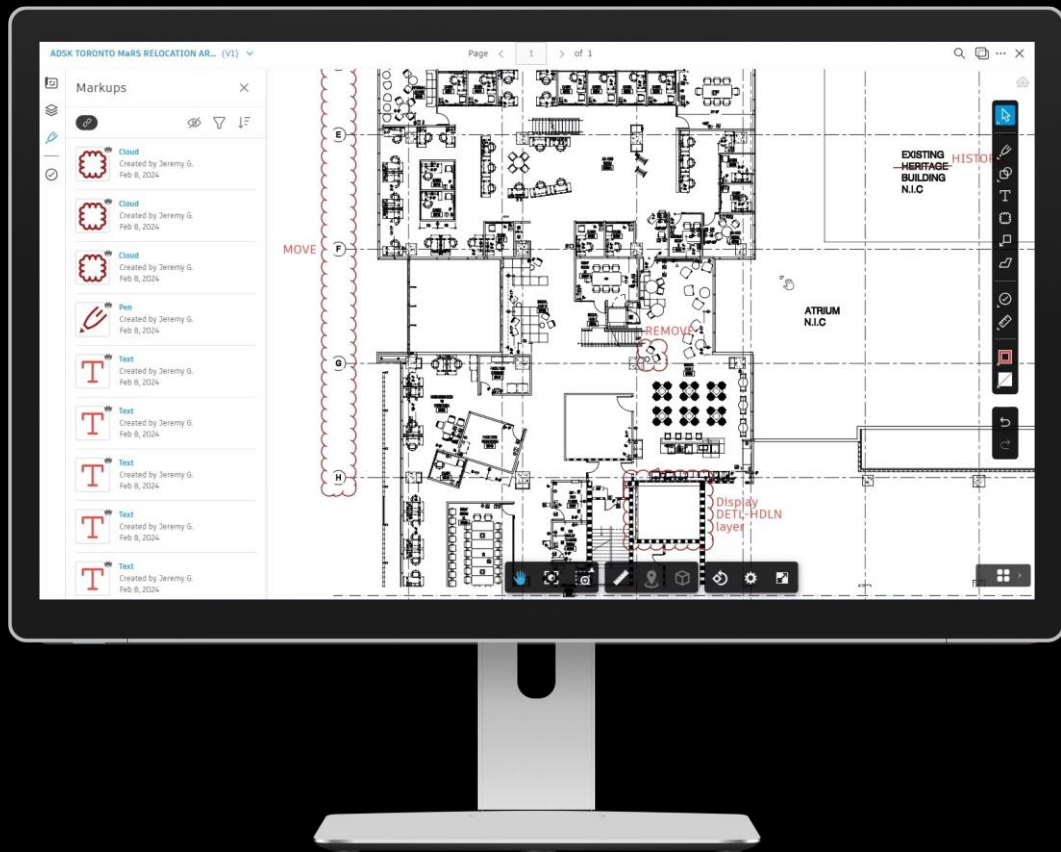 ADSK TORONTO MaRS RELOCATION AR... (V1)
Page 1 of 1
Markups
Cloud
Created by Jeremy G.
Feb 8, 2024
Cloud
Created by Jeremy G.
Feb 8, 2024
Cloud
Created by Jeremy G.
Feb 8, 2024
Pen
Created by Jeremy G.
Feb 8, 2024
Text
Created by Jeremy G.
Feb 8, 2024
Text
Created by Jeremy G.
Feb 8, 2024
Text
Created by Jeremy G.
Feb 8, 2024
Text
Created by Jeremy G.
Feb 8, 2024
Text
Created by Jeremy G.
Feb 8, 2024
E
F
G
H
MOVE
REMOVE
Display
DETL-HDLN
layer
EXISTING
HERITAGE HISTOR
BUILDING
N.I.C
ATRIUM
N.I.C